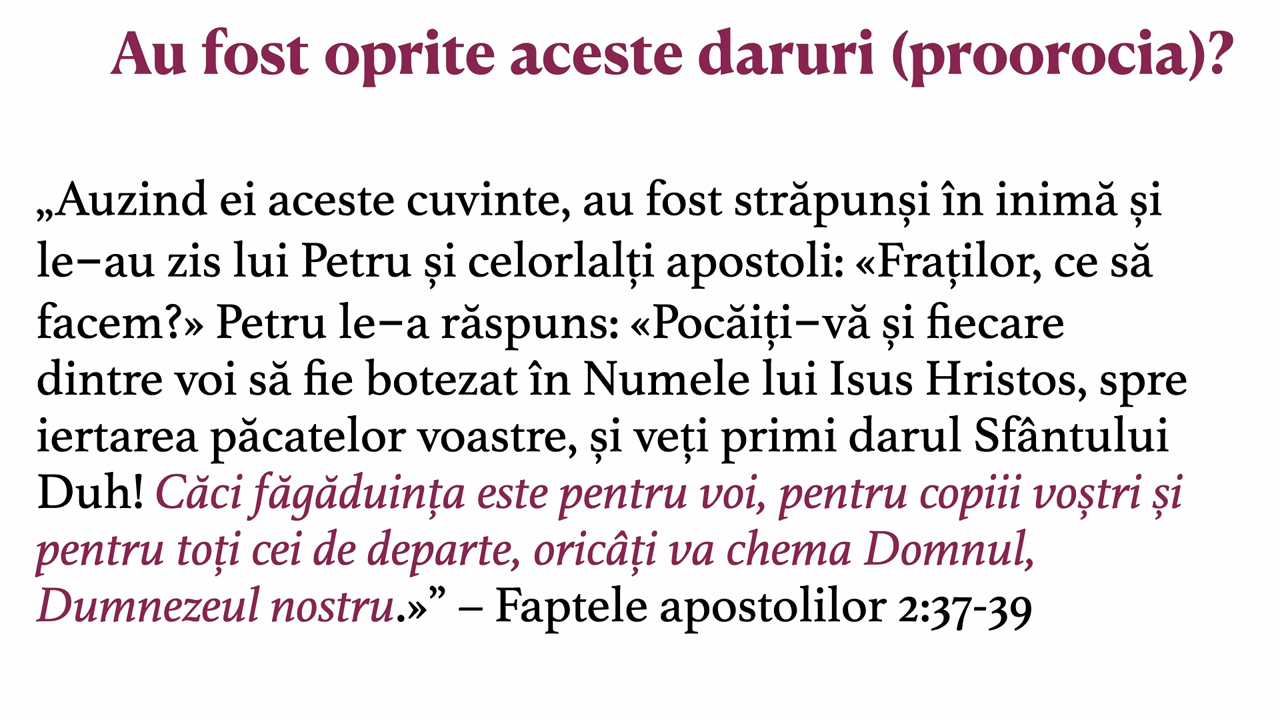 Au fost oprite aceste daruri (proorocia)?
„Auzind ei aceste cuvinte, au fost străpunși în inimă și
le−au zis lui Petru și celorlalți apostoli: «Fraților, ce să
facem?» Petru le−a răspuns: «Pocăiți−vă și fiecare
dintre voi să fie botezat în Numele lui Isus Hristos, spre
iertarea păcatelor voastre, și veți primi darul Sfântului
Duh! Căci făgăduința este pentru voi, pentru copiii voștri și
pentru toți cei de departe, oricâți va chema Domnul,
Dumnezeul nostru.»” – Faptele apostolilor 2:37-39